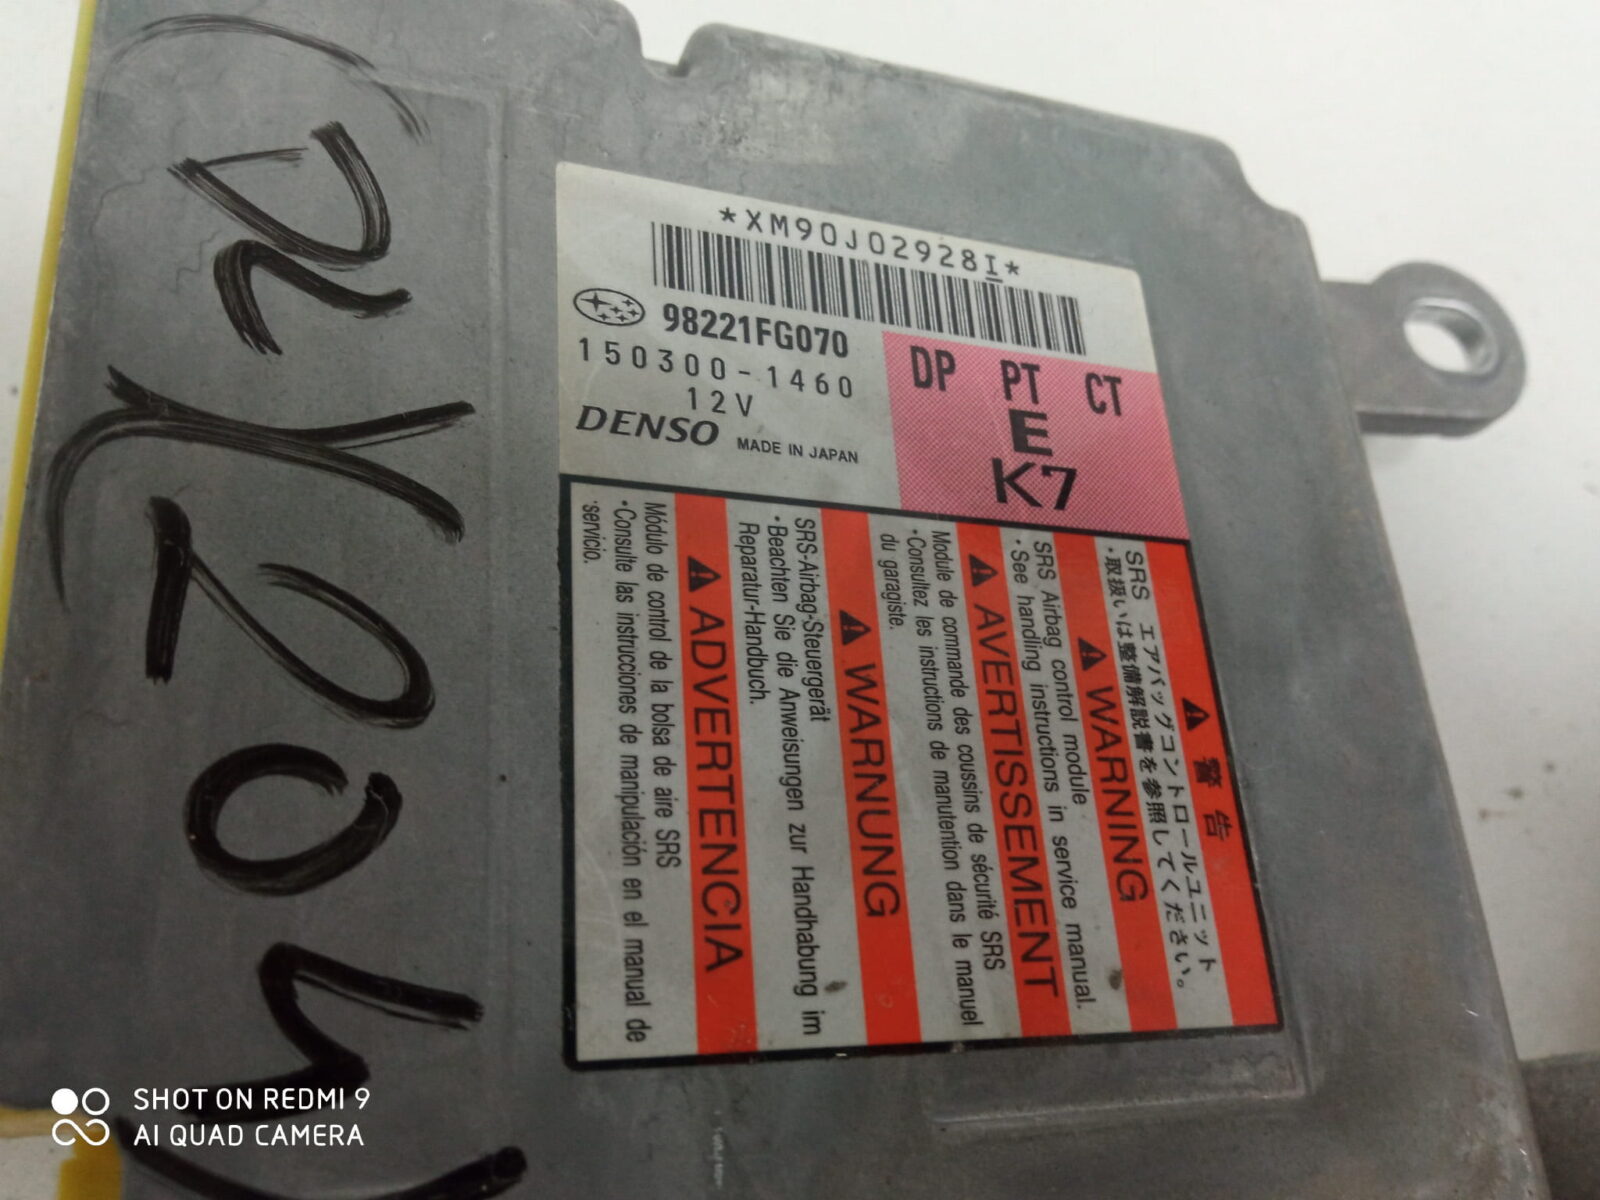 *XM90J02928I*
98221FG070
150300-1460
12V
DENSO MADE IN JAPAN
DP PT CT
E
K7
警告
SRS エアバッグコントロールユニット
・取扱いは整備解説書を参照してください。
WARNING
SRS Airbag control module
・See handling instructions in service manual.
AVERTISSEMENT
Module de commande des coussins de sécurité SRS
・Consultez les instructions de manutention dans le manuel
du garagiste.
WARNUNG
SRS-Airbag-Steuergerät
・Beachten Sie die Anweisungen zur Handhabung im
Reparatur-Handbuch.
ADVERTENCIA
Módulo de control de la bolsa de aire SRS
・Consulte las instrucciones de manipulación en el manual de
servicio.
SHOT ON REDMI 9
AI QUAD CAMERA